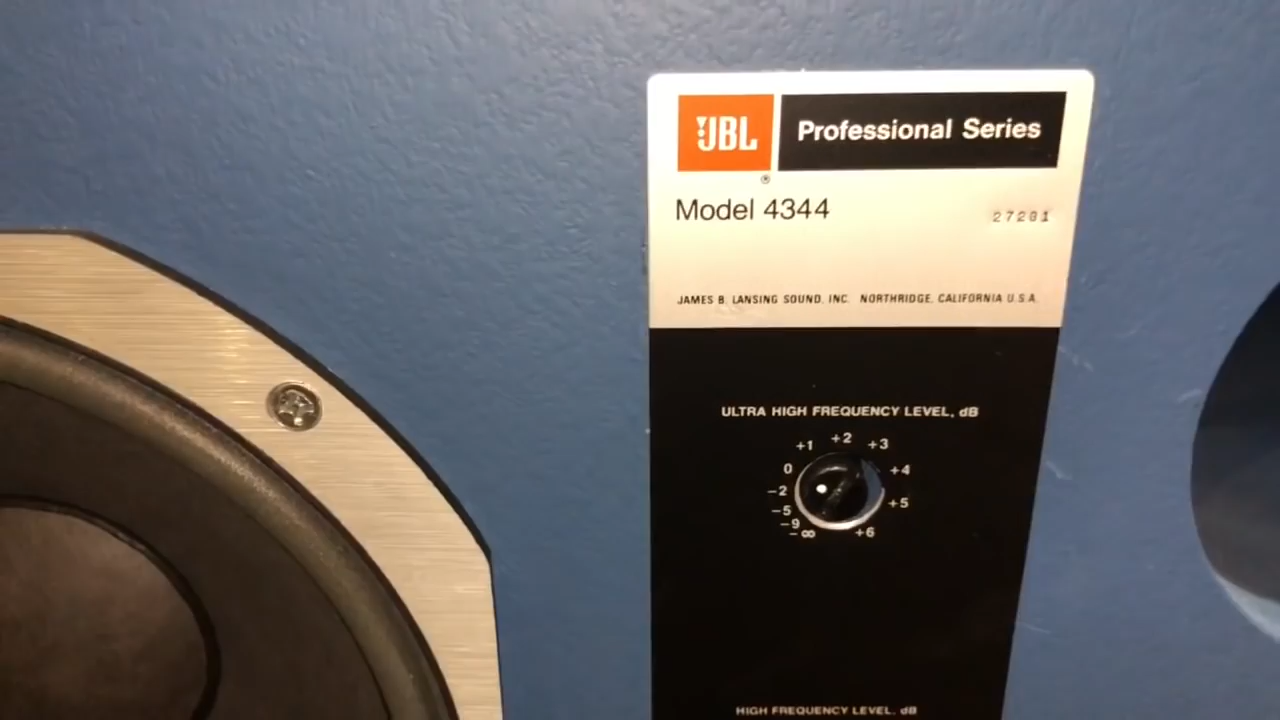 JBL Professional Series
®
Model 4344 27201
JAMES B. LANSING SOUND, INC. NORTHRIDGE, CALIFORNIA U.S.A.
ULTRA HIGH FREQUENCY LEVEL, dB
+1 +2 +3
0 +4
-2
-5 +5
-9
-∞ +6
HIGH FREQUENCY LEVEL, dB